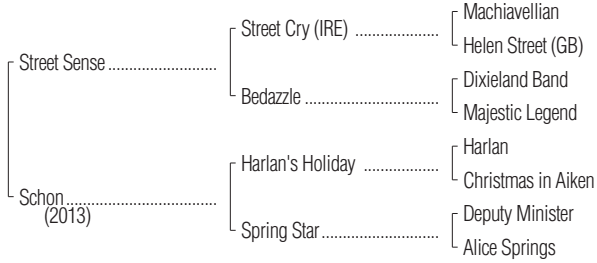 Machiavellian
Street Cry (IRE) ..................
Helen Street (GB)
Street Sense ........................
Dixieland Band
Bedazzle .............................
Majestic Legend
Harlan
Harlan's Holiday ................
Christmas in Aiken
Schon.................................
(2013)
Deputy Minister
Spring Star.........................
Alice Springs